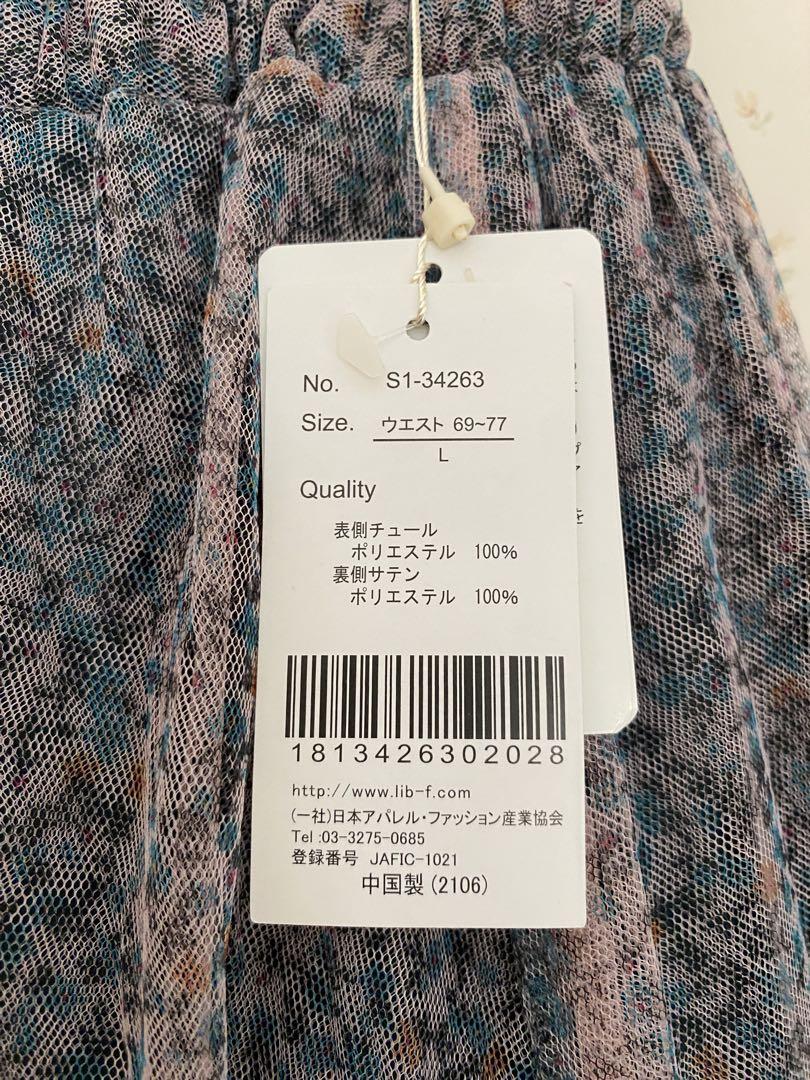 No. S1-34263
Size. ウエスト 69~77
L
Quality
表側チュール
ポリエステル 100%
裏側サテン
ポリエステル 100%
1813426302028
http://www.lib-f.com
(一社)日本アパレル・ファッション産業協会
Tel :03-3275-0685
登録番号 JAFIC-1021
中国製 (2106)